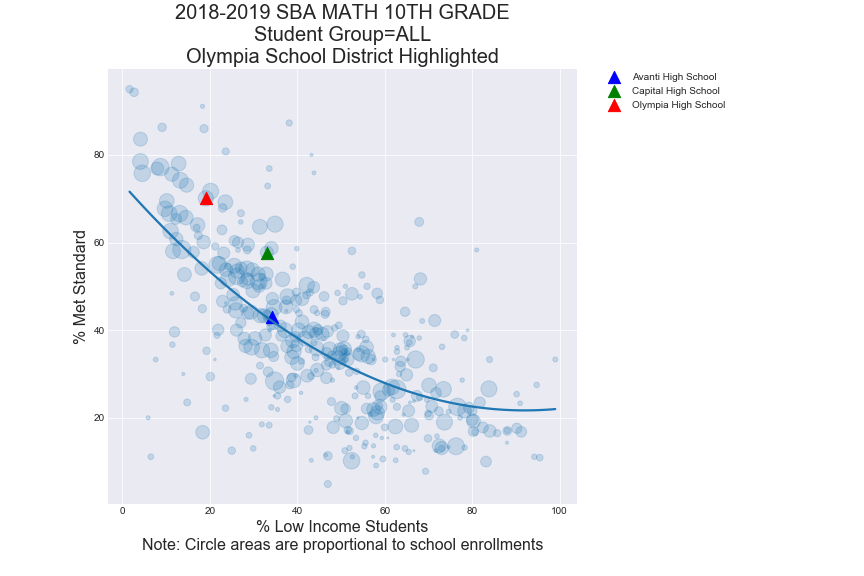 2018-2019 SBA MATH 10TH GRADE
Student Group=ALL
Olympia School District Highlighted
Avanti High School
Capital High School
Olympia High School
% Met Standard
80
60
40
20
0 20 40 60 80 100
% Low Income Students
Note: Circle areas are proportional to school enrollments